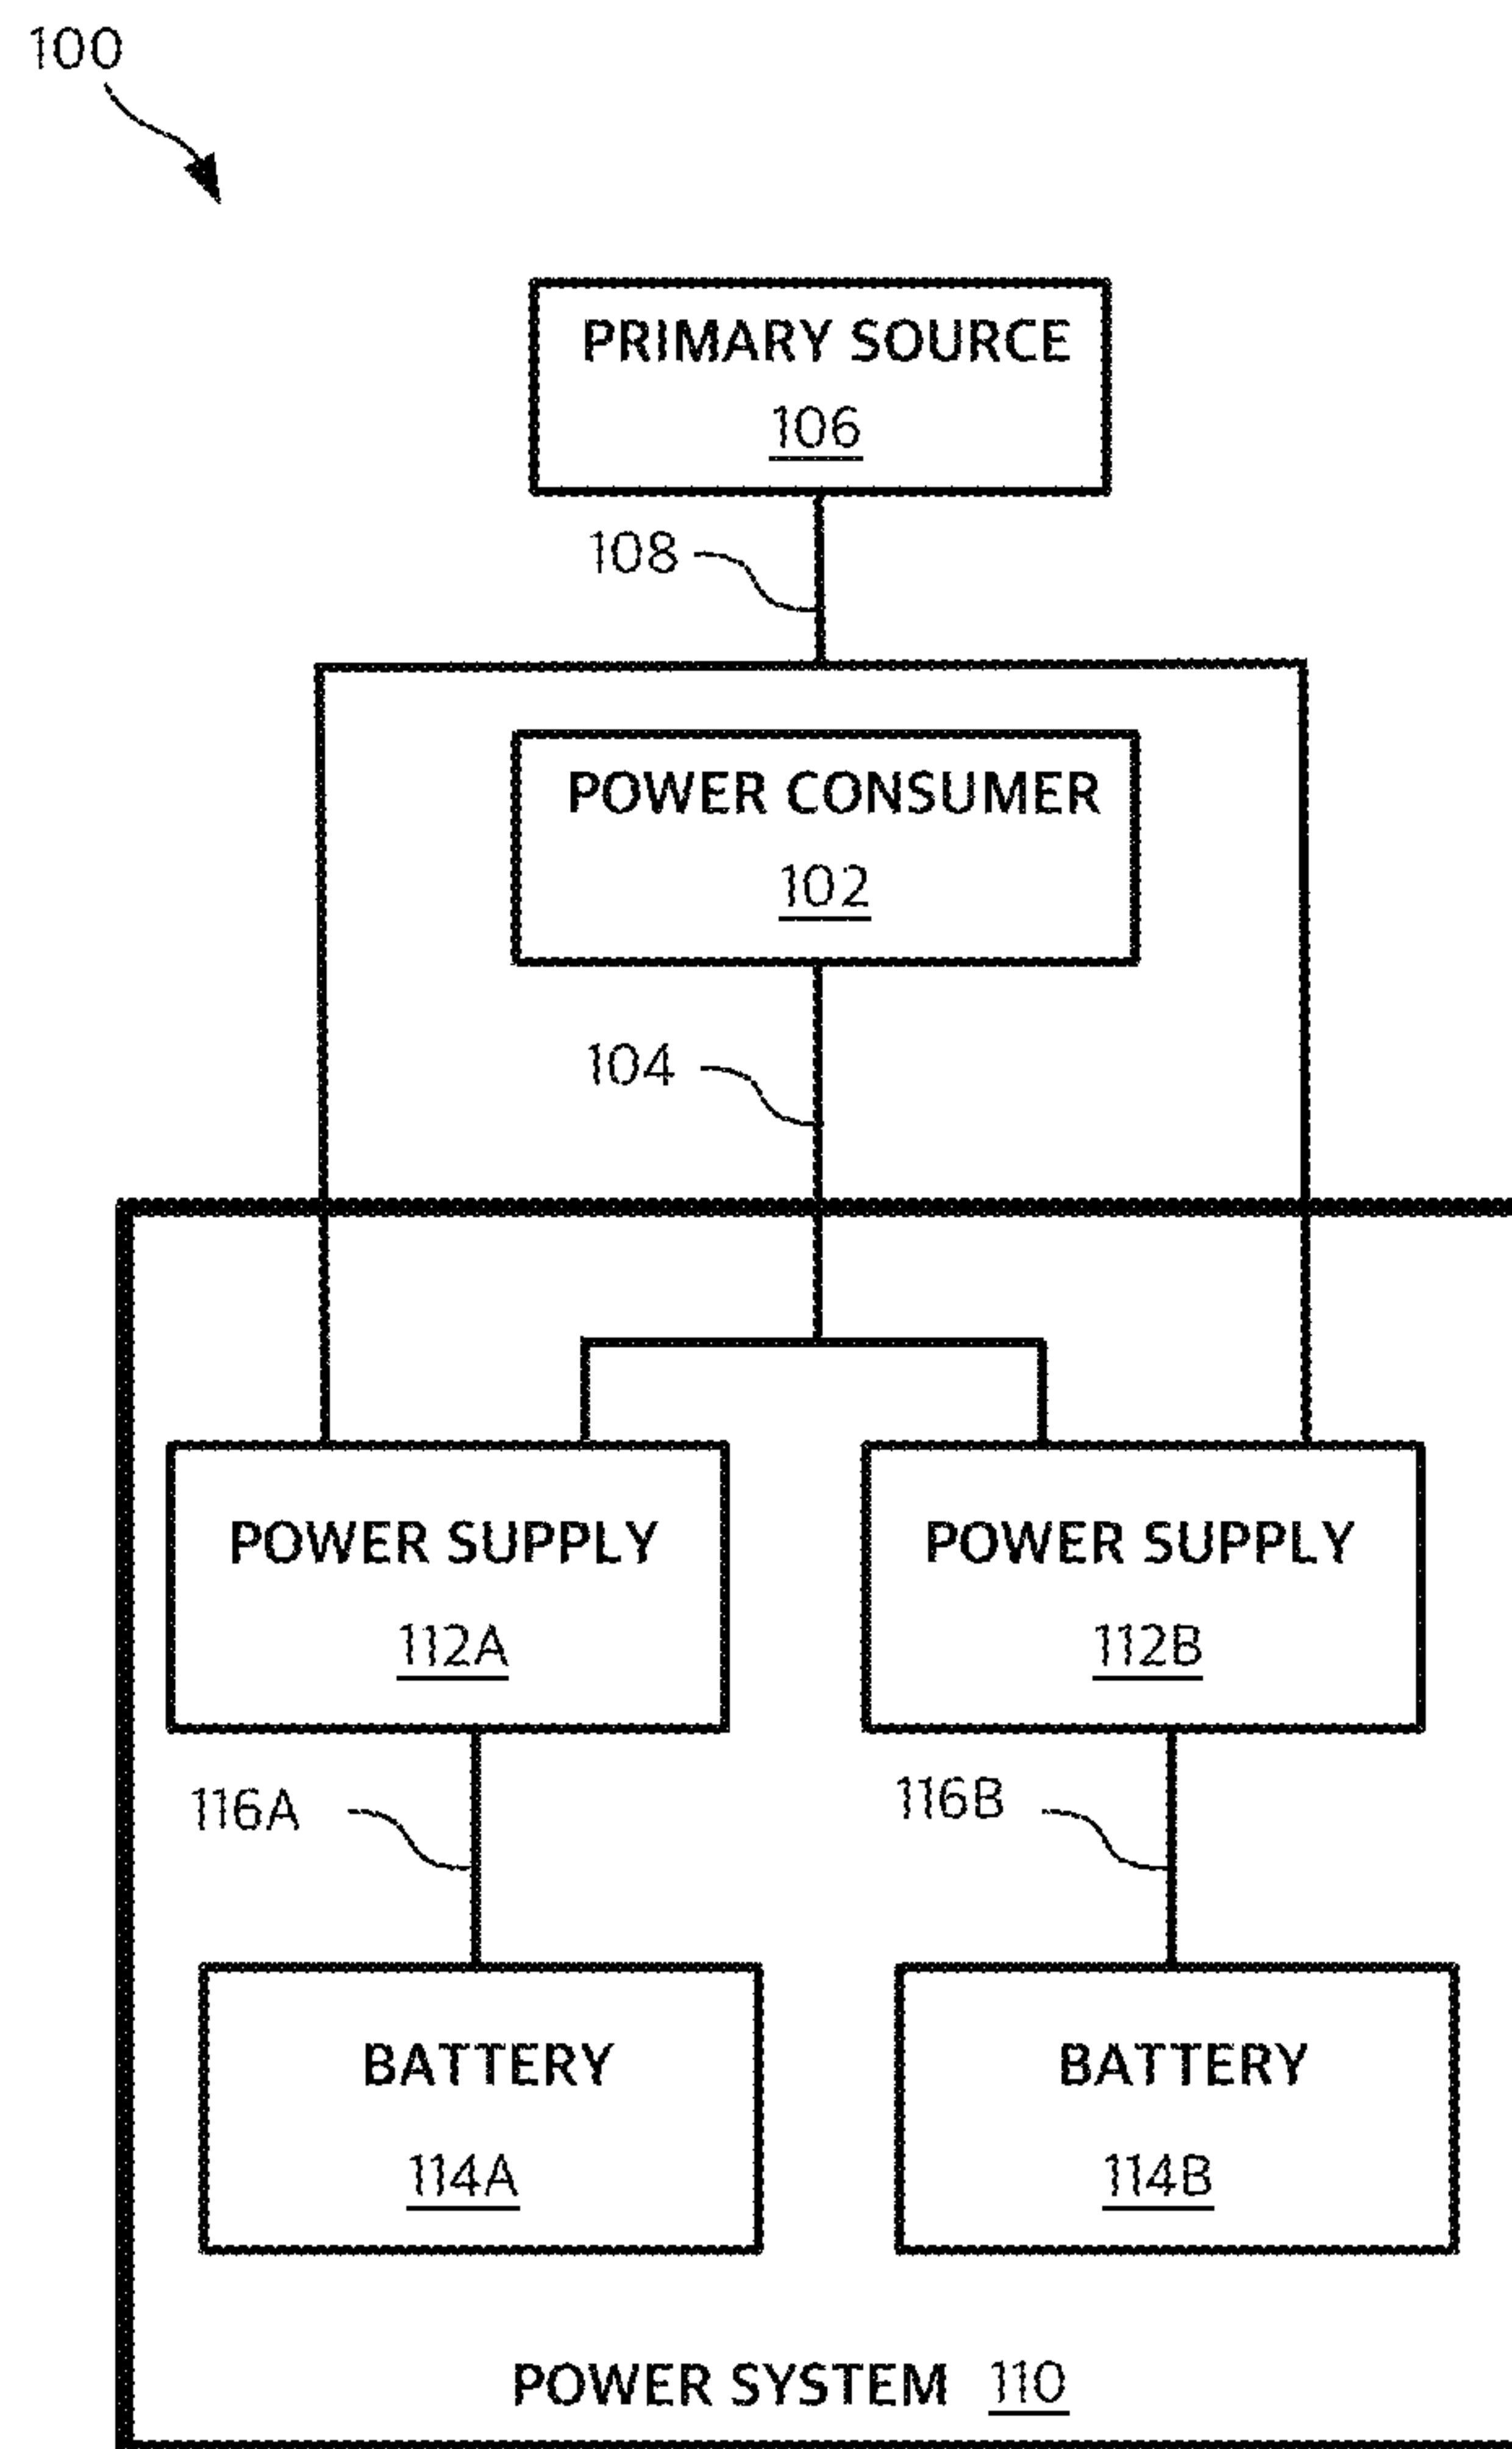 100
PRIMARY SOURCE
106
108
POWER CONSUMER
102
104
POWER SUPPLY
112A
POWER SUPPLY
112B
116A
116B
BATTERY
114A
BATTERY
114B
POWER SYSTEM 110